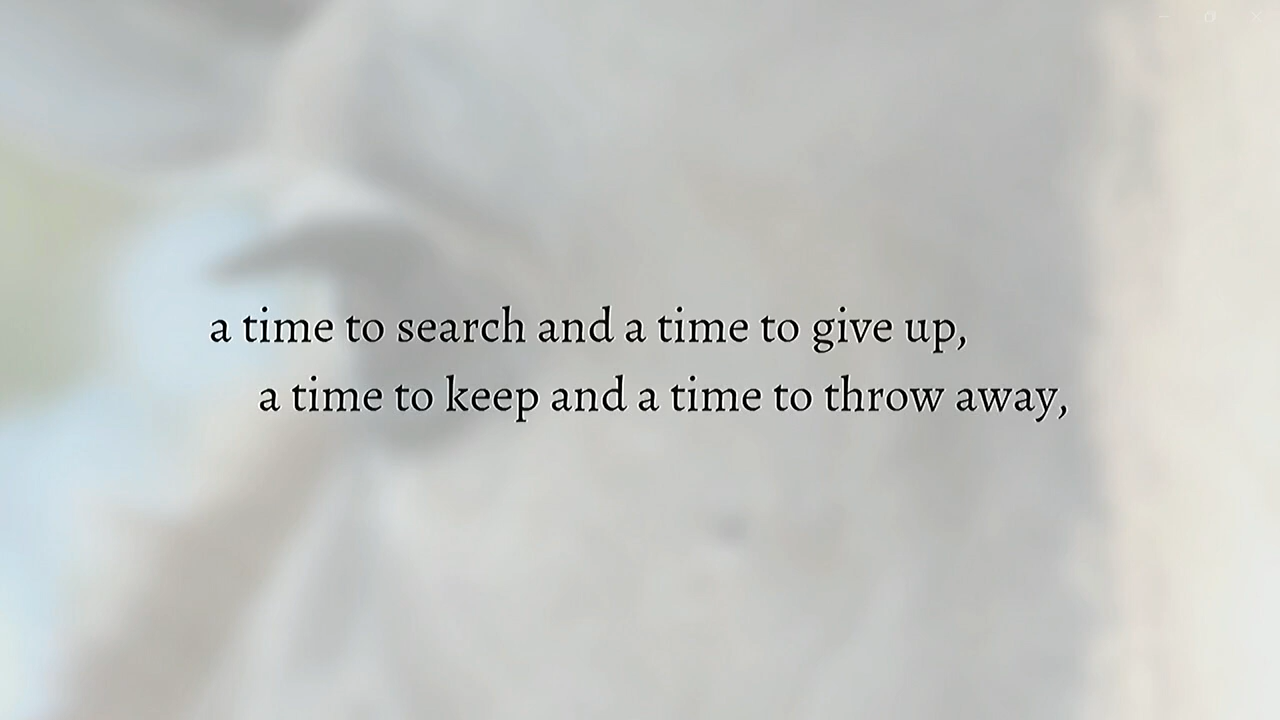 a time to search and a time to give up,
a time to keep and a time to throw away,